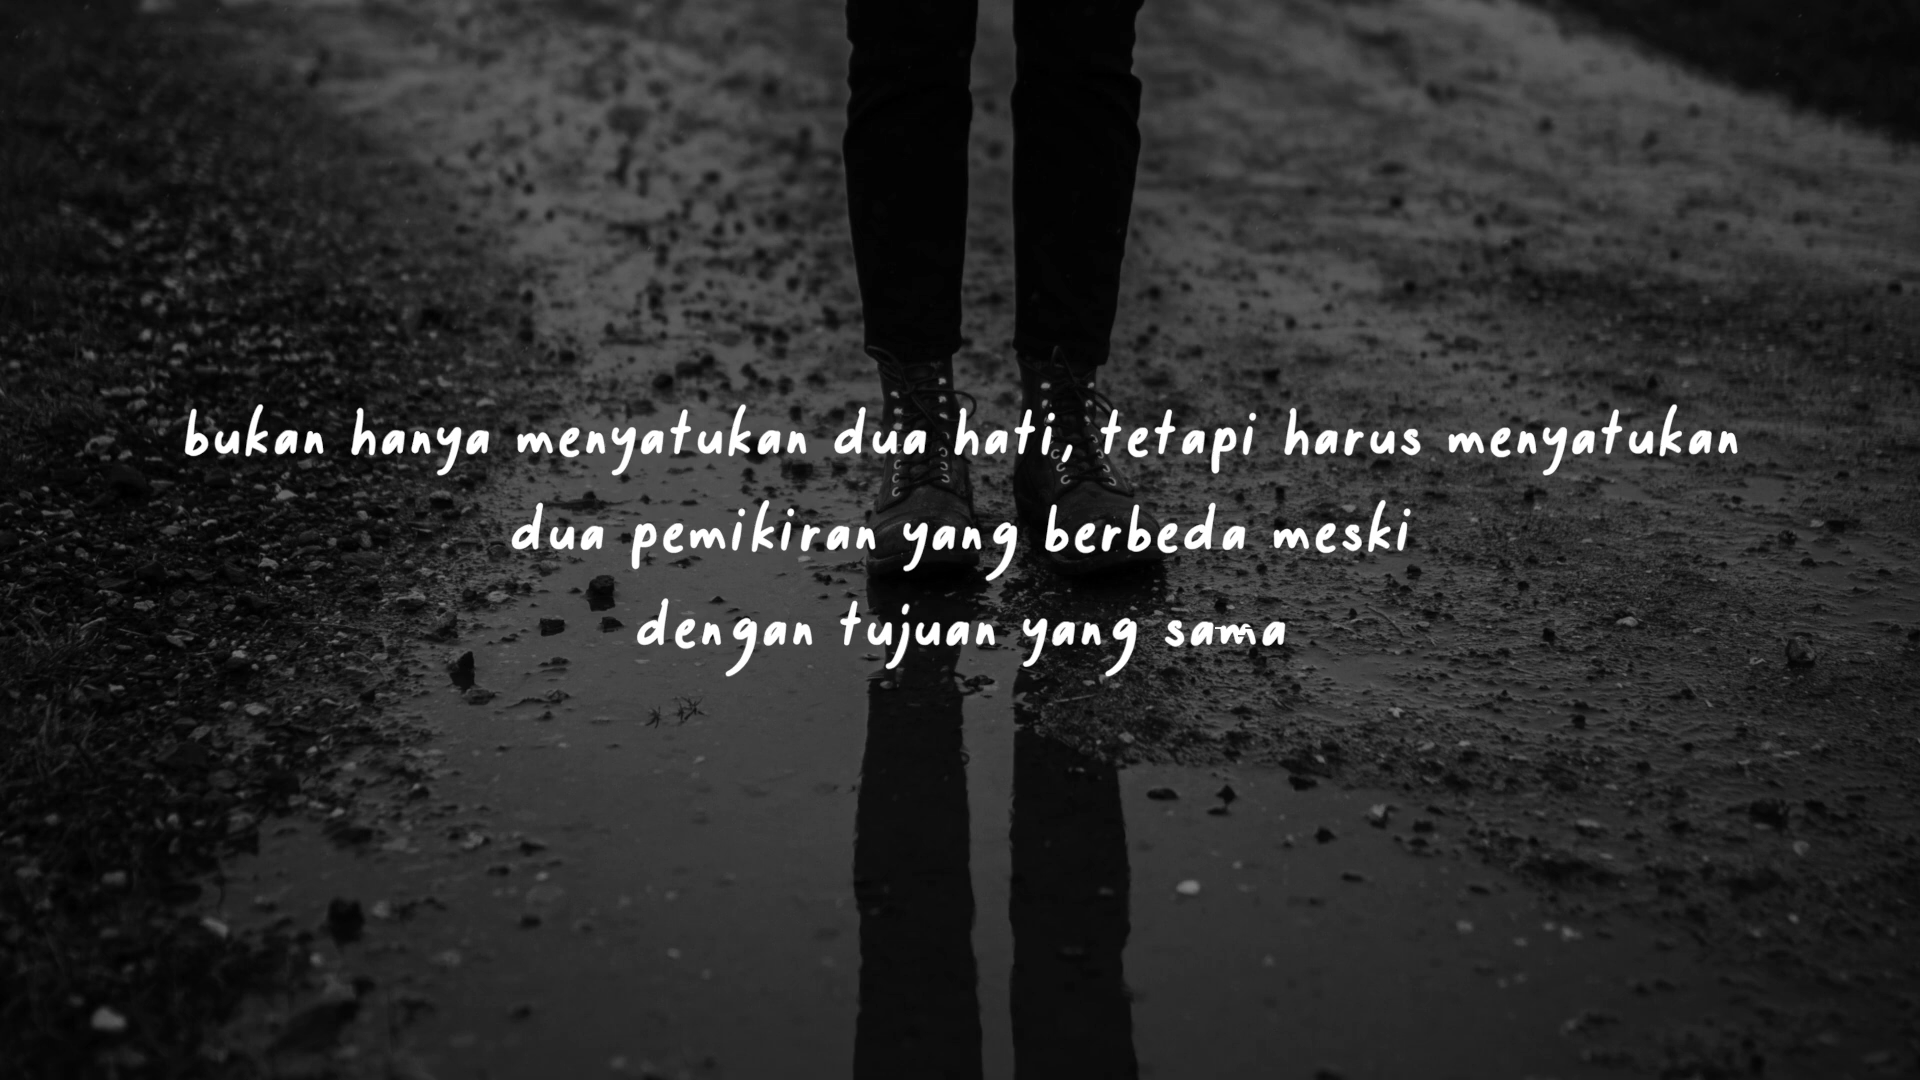 bukan hanya menyatukan dua hati, tetapi harus menyatukan
dua pemikiran yang berbeda meski
dengan tujuan yang sama